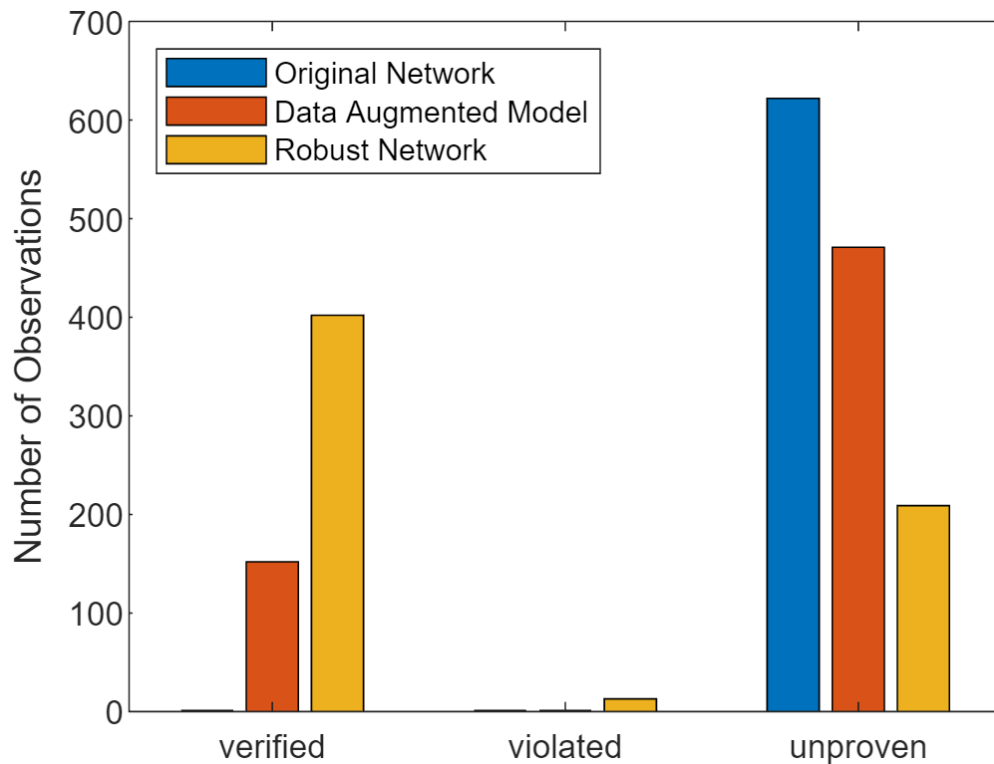 700
600
500
400
300
200
100
0
Number of Observations
Original Network
Data Augmented Model
Robust Network
verified violated unproven